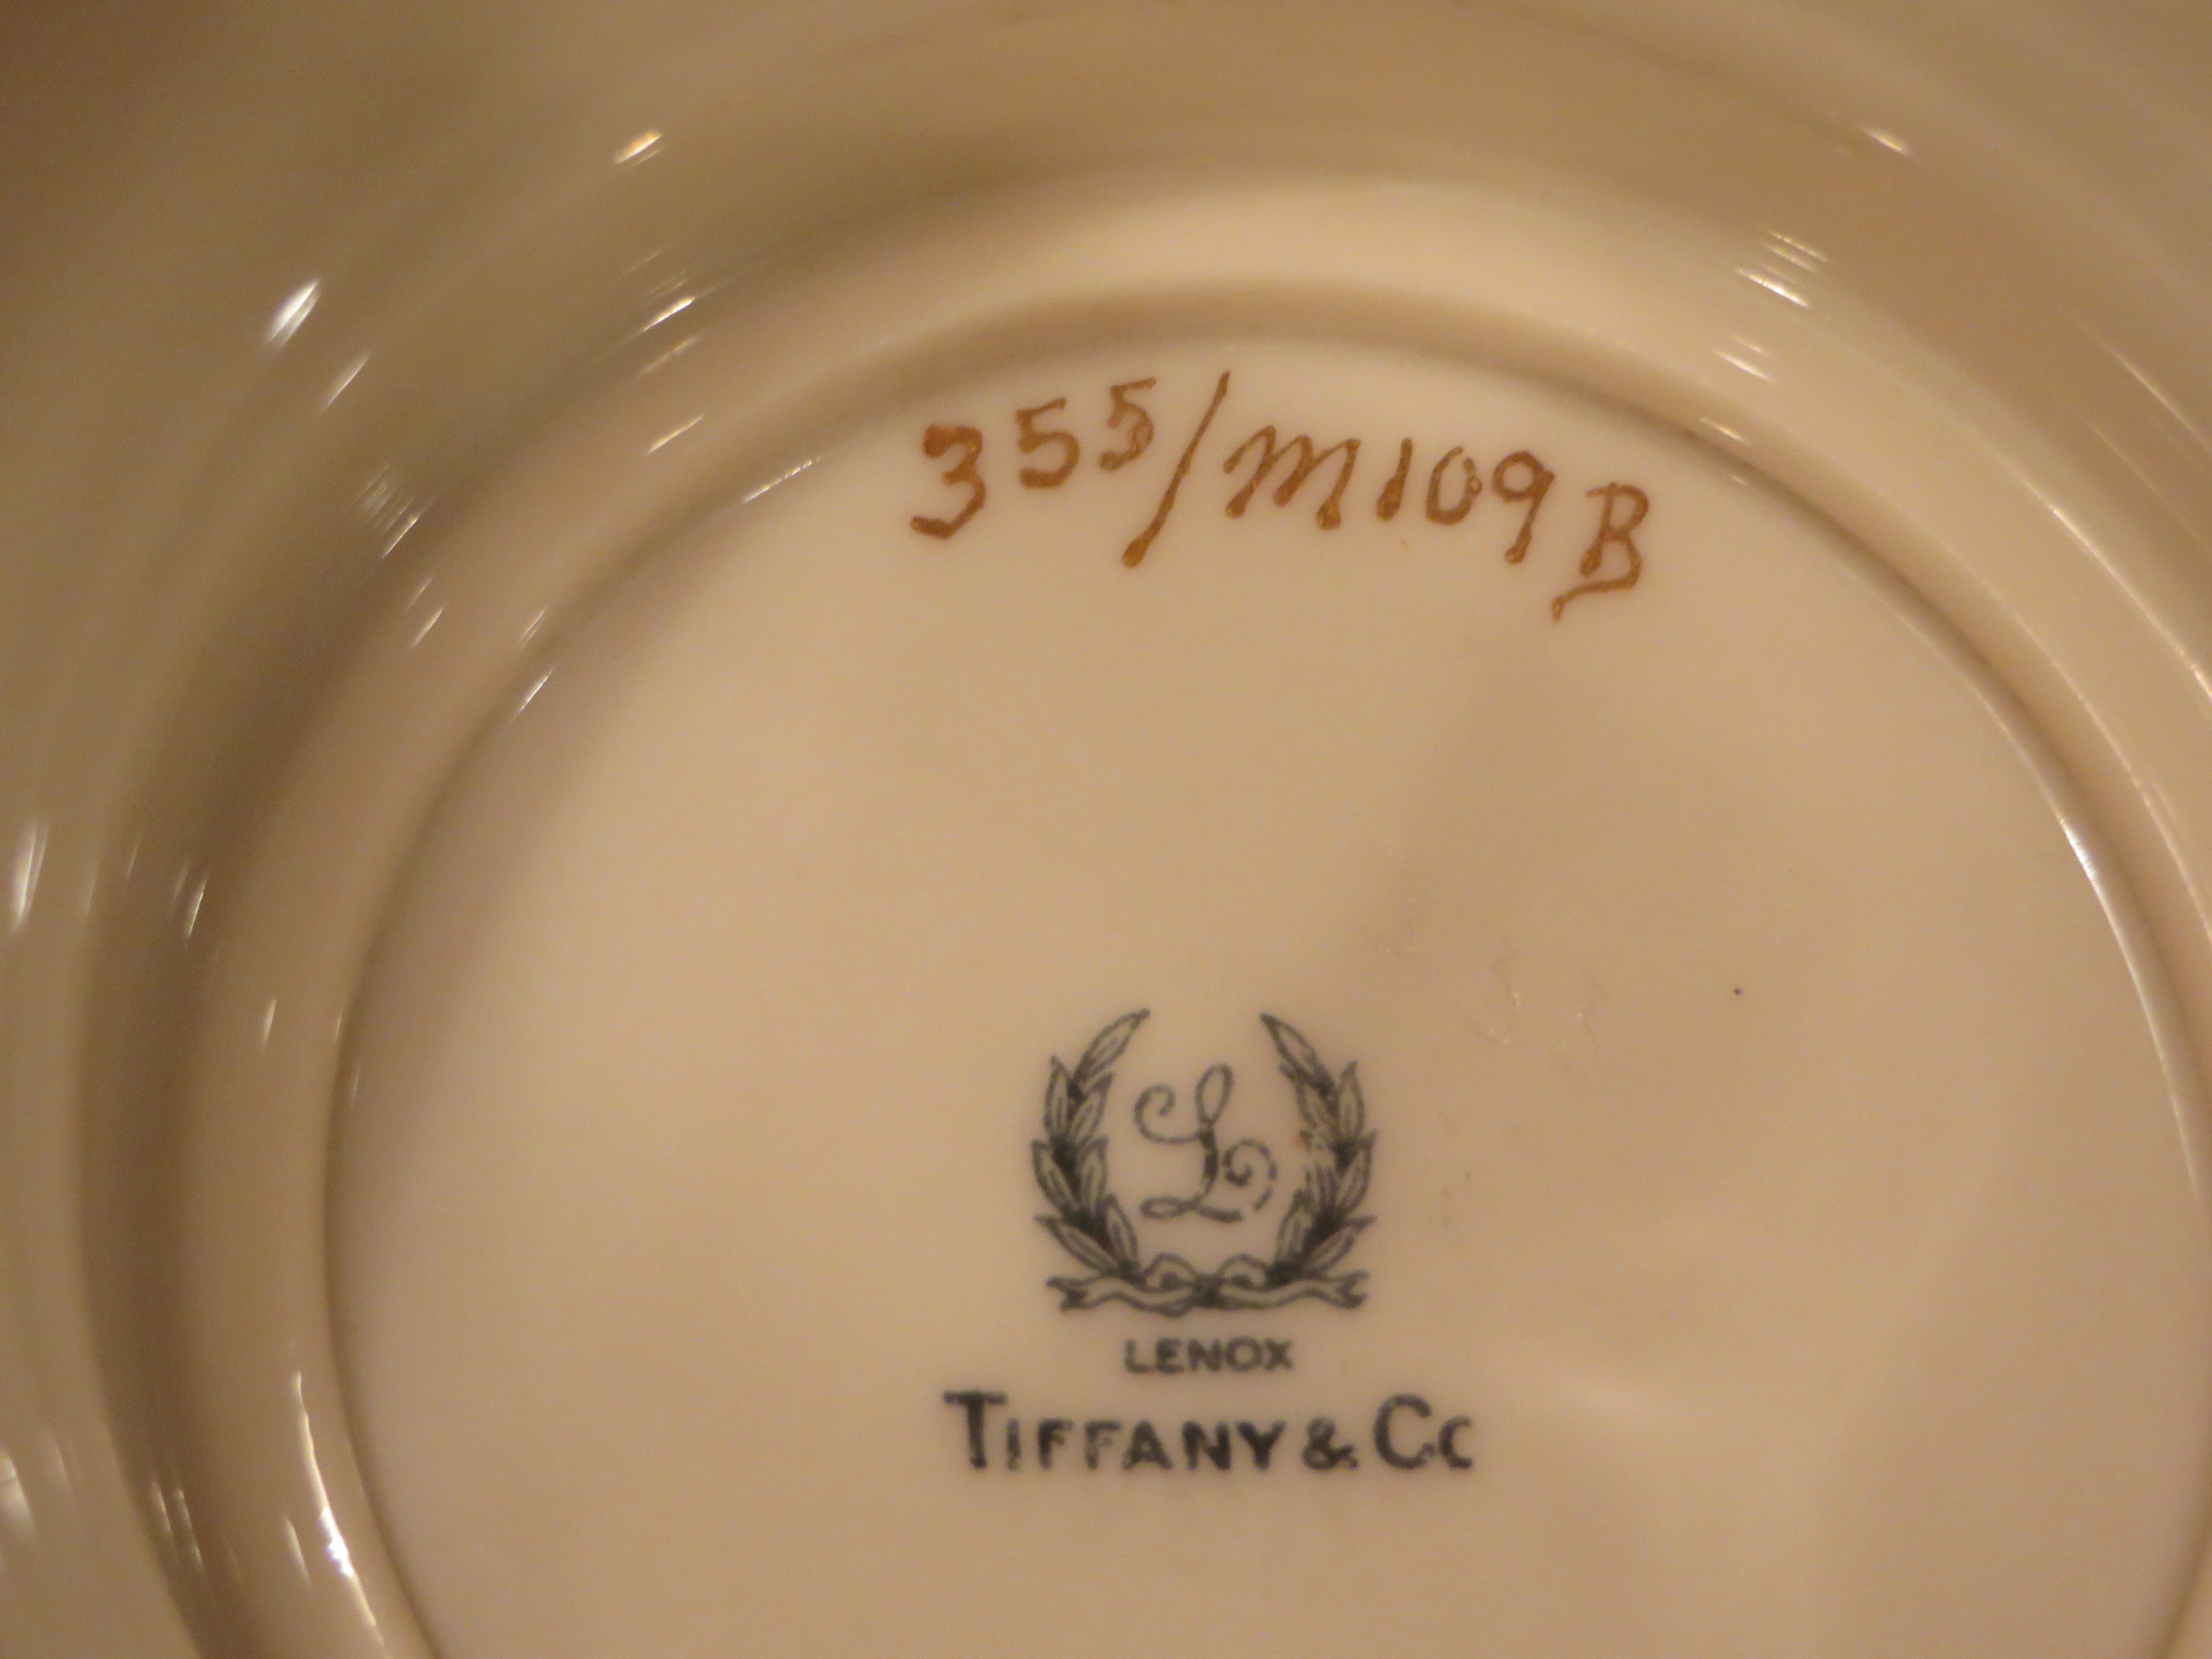 355/M109B
L
LENOX
TIFFANY & Co